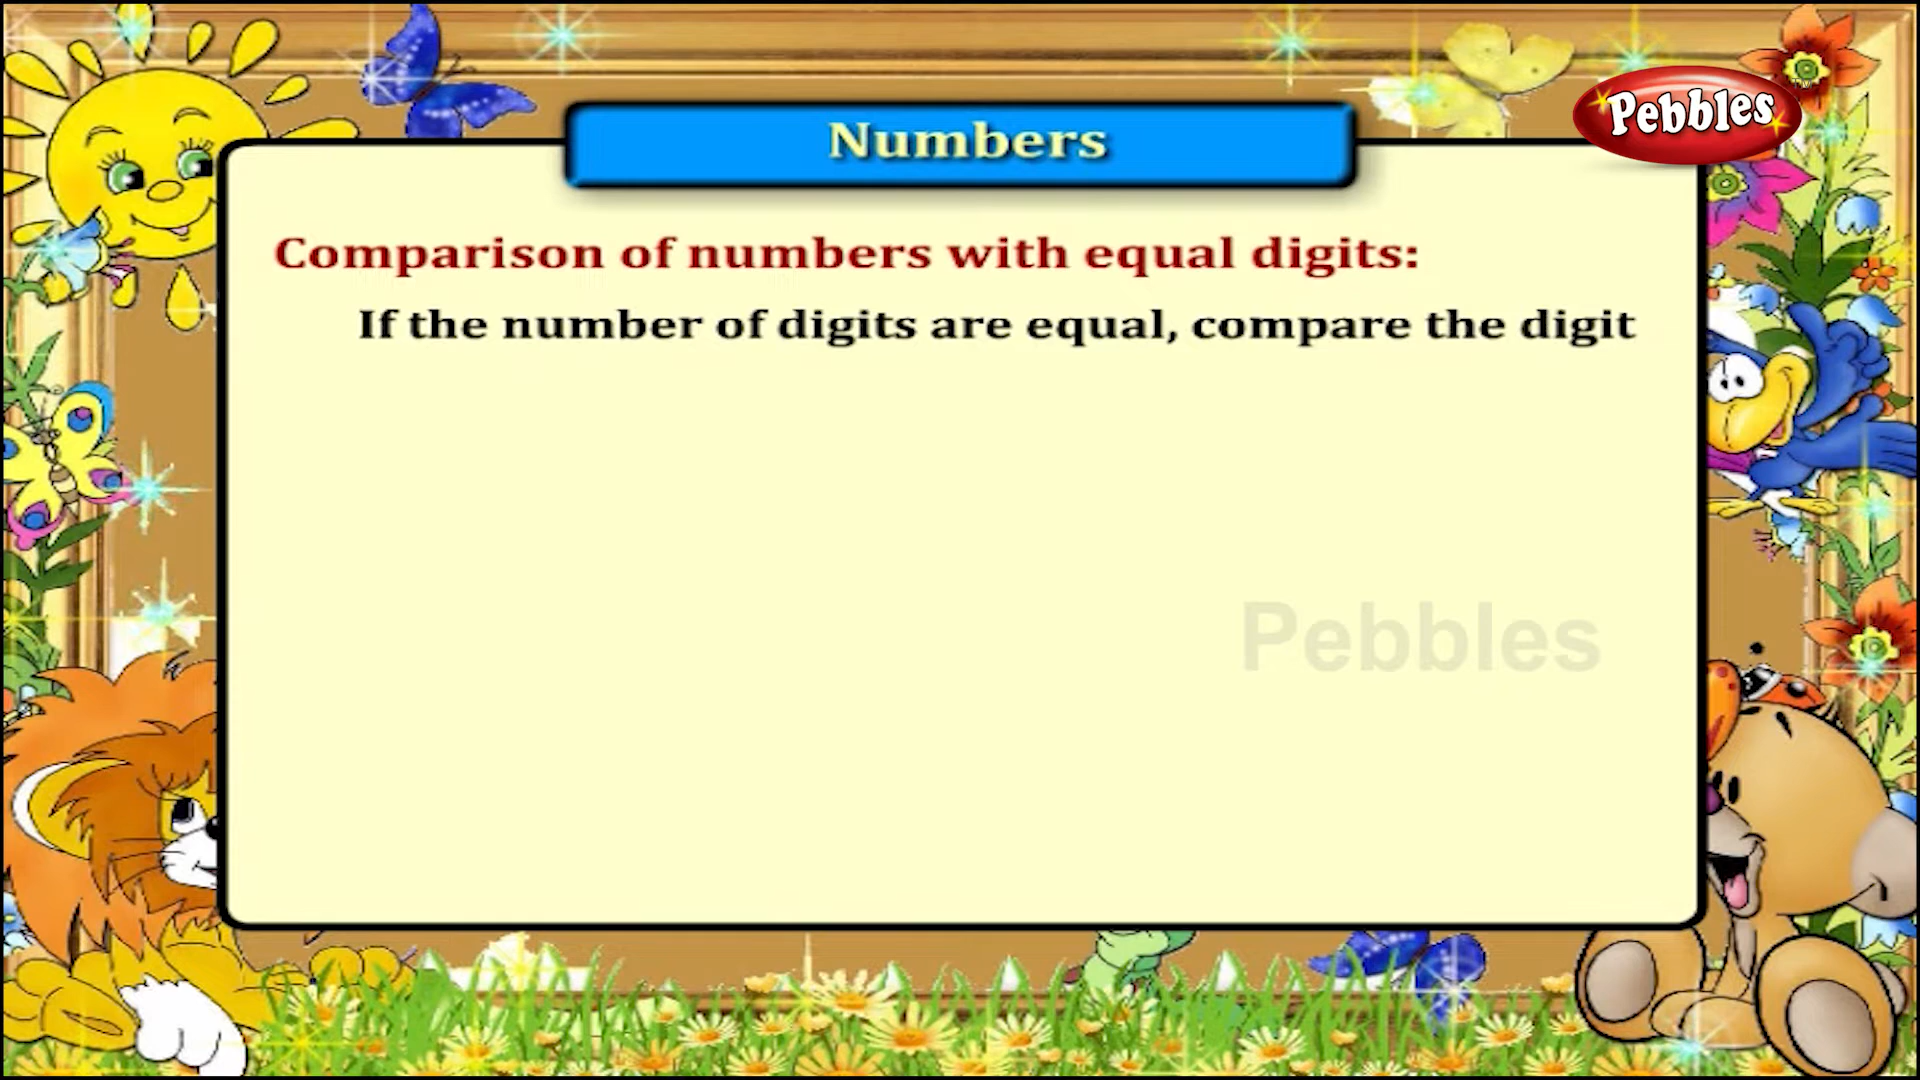 Numbers
Pebbles
Comparison of numbers with equal digits:
If the number of digits are equal, compare the digit
Pebbles